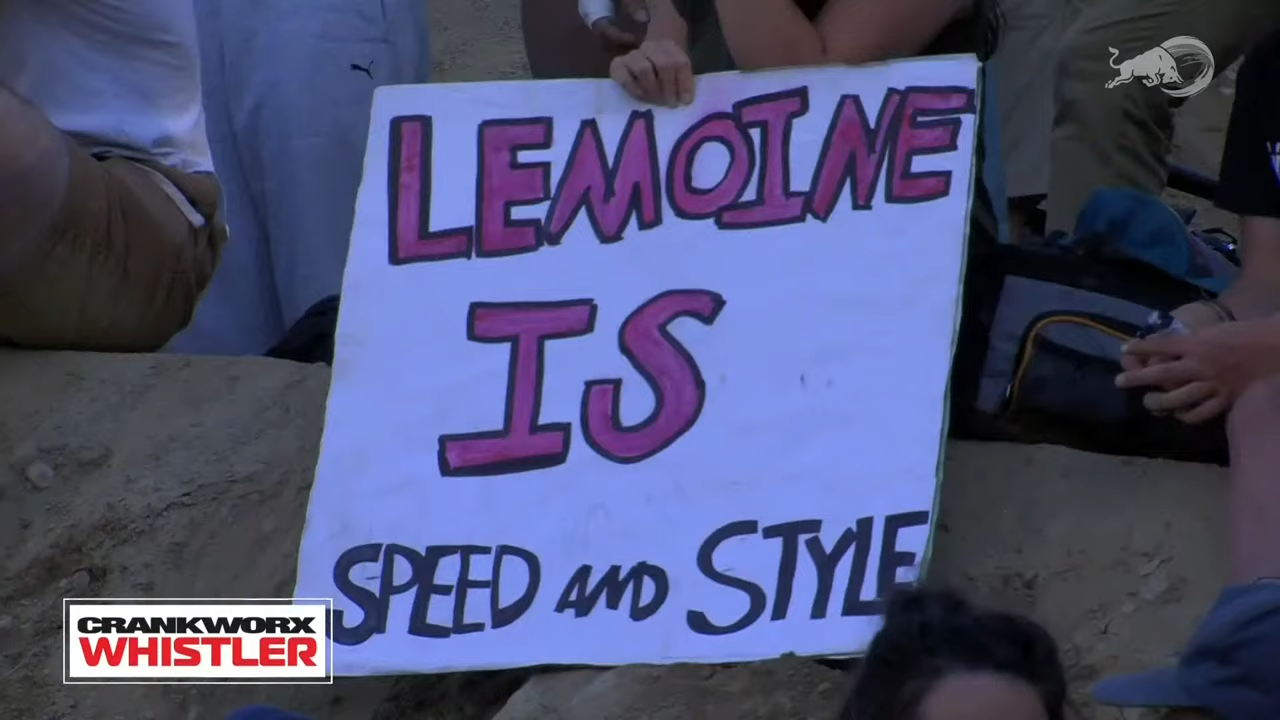 LEMOINE
IS
SPEED AND STYLE
CRANKWORX
WHISTLER